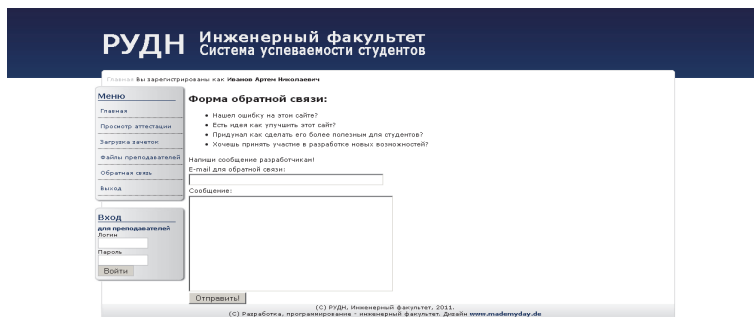 РУДН
Инженерный факультет
Система успеваемости студентов
Главная Вы зарегистрированы как Иванов Артем Николаевич
Меню
Главная
Просмотр аттестации
Загрузка зачеток
Файлы преподавателей
Обратная связь
Выход
Вход
для преподавателей
Логин
Пароль
Войти
Форма обратной связи:
Нашел ошибку на этом сайте?
Есть идея как улучшить этот сайт?
Придумал как сделать его более полезным для студентов?
Хочешь принять участие в разработке новых возможностей?
Напиши сообщение разработчикам!
E-mail для обратной связи:
Сообщение:
Отправить!
(С) РУДН, Инженерный факультет, 2011.
(С) Разработка, программирование - инженерный факультет. Дизайн www.mademyday.de